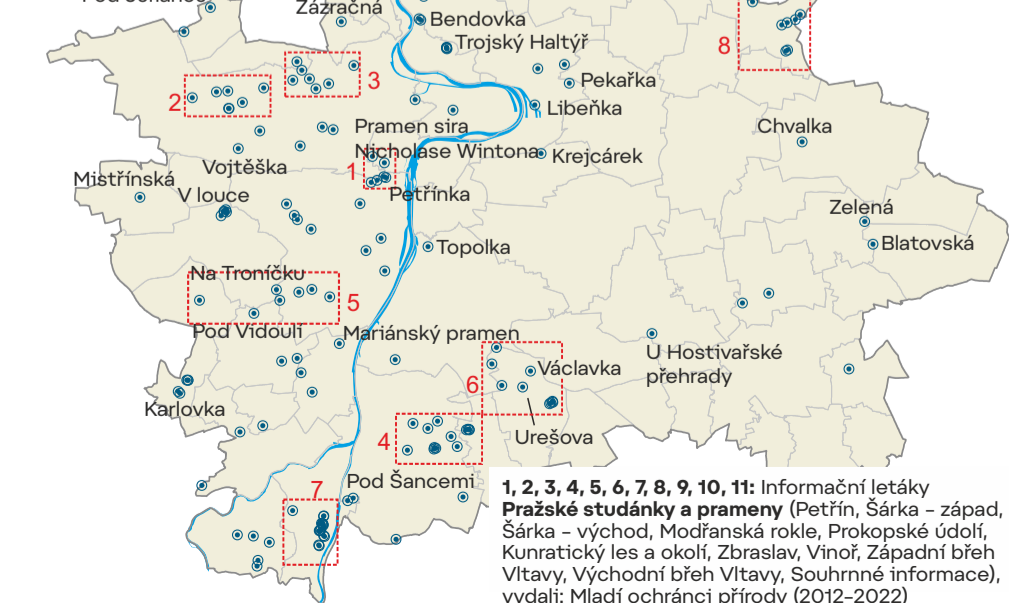 Zázračná
Bendovka
Trojský Haltýř
8
3
2
Pekařka
Libeňka
Pramen sira
Nicholase Wintona
Chvalka
Krejcárek
Vojtěška
1
Mistřínská
V louce
Petřínka
Zelená
Topolka
Blatovská
Na Troníčku
5
Pod Vidoulí
Mariánský pramen
U Hostivařské
přehrady
Václavka
6
Karlovka
Urešova
4
Pod Šancemi
7
1, 2, 3, 4, 5, 6, 7, 8, 9, 10, 11: Informační letáky
Pražské studánky a prameny (Petřín, Šárka – západ,
Šárka – východ, Modřanská rokle, Prokopské údolí,
Kunratický les a okolí, Zbraslav, Vinoř, Západní břeh
Vltavy, Východní břeh Vltavy, Souhrnné informace),
vydali: Mladí ochránci přírody (2012–2022)